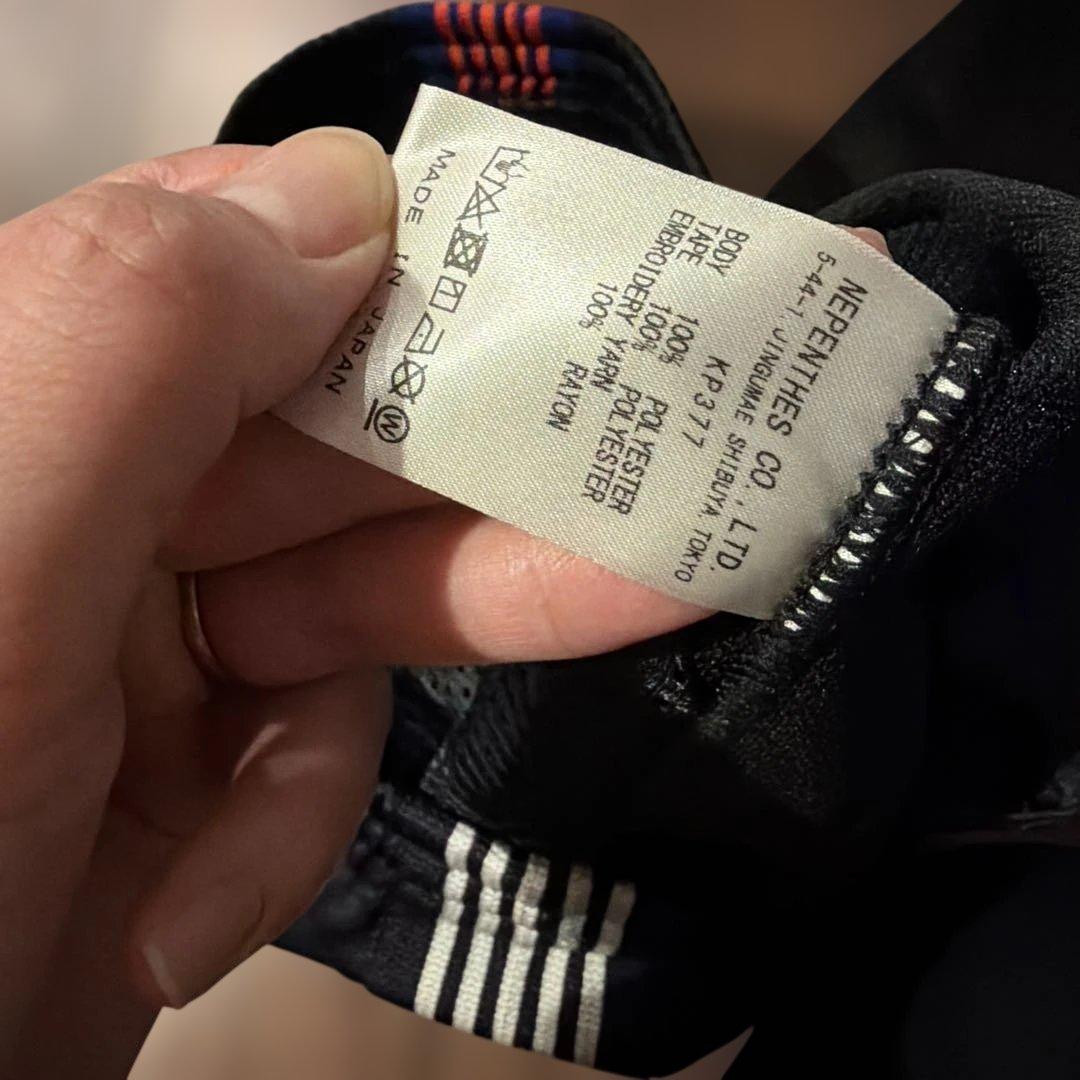 NEPENTHES CO.,LTD.
5-44-1, JINGUMAE SHIBUYA TOKYO
KP377
BODY 100% POLYESTER
TAPE 100% POLYESTER
EMBROIDERY YARN
100% RAYON
W
MADE IN JAPAN